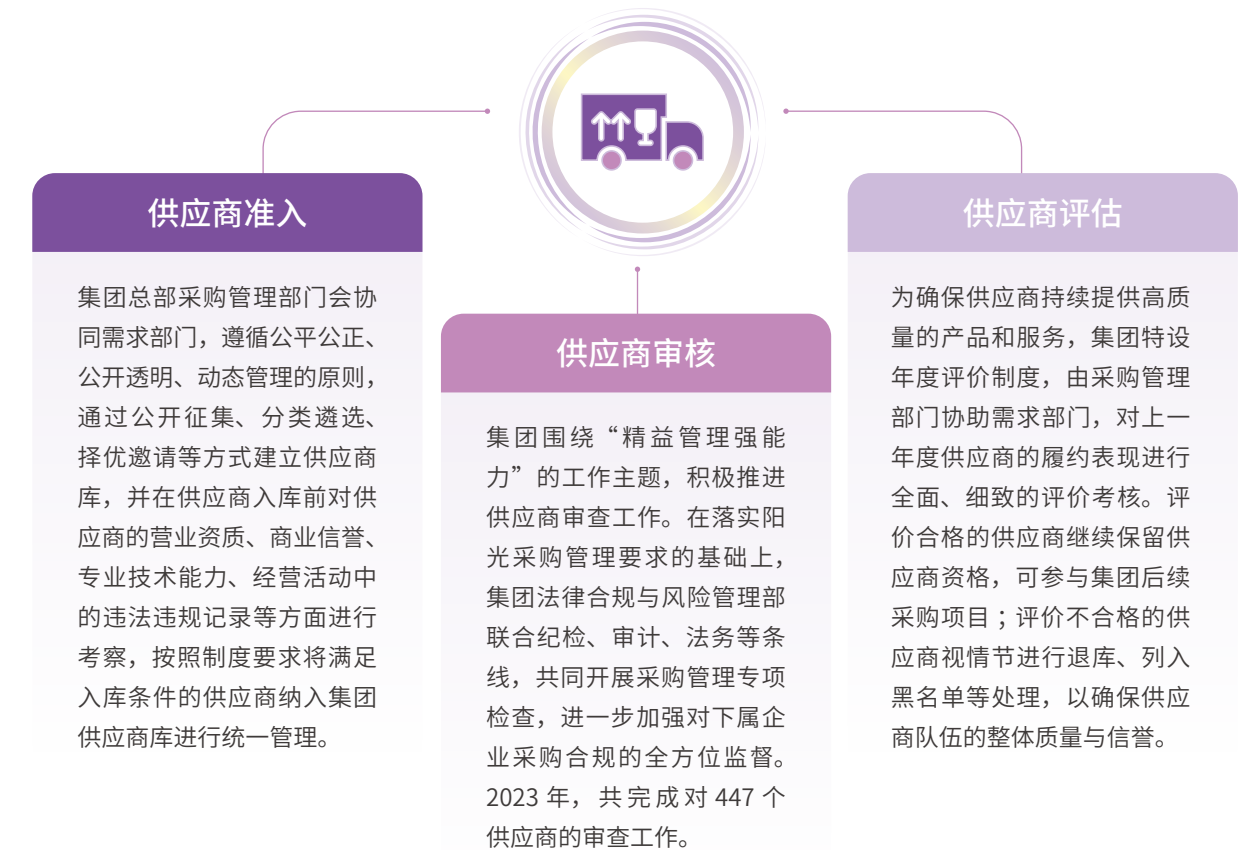 供应商准入
集团总部采购管理部门会协
同需求部门，遵循公平公正、
公开透明、动态管理的原则，
通过公开征集、分类遴选、
择优邀请等方式建立供应商
库，并在供应商入库前对供
应商的营业资质、商业信誉、
专业技术能力、经营活动中
的违法违规记录等方面进行
考察，按照制度要求将满足
入库条件的供应商纳入集团
供应商库进行统一管理。
供应商审核
集团围绕“精益管理强能
力”的工作主题，积极推进
供应商审查工作。在落实阳
光采购管理要求的基础上，
集团法律合规与风险管理部
联合纪检、审计、法务等条
线，共同开展采购管理专项
检查，进一步加强对下属企
业采购合规的全方位监督。
2023 年，共完成对 447 个
供应商的审查工作。
供应商评估
为确保供应商持续提供高质
量的产品和服务，集团特设
年度评价制度，由采购管理
部门协助需求部门，对上一
年度供应商的履约表现进行
全面、细致的评价考核。评
价合格的供应商继续保留供
应商资格，可参与集团后续
采购项目；评价不合格的供
应商视情节进行退库、列入
黑名单等处理，以确保供应
商队伍的整体质量与信誉。